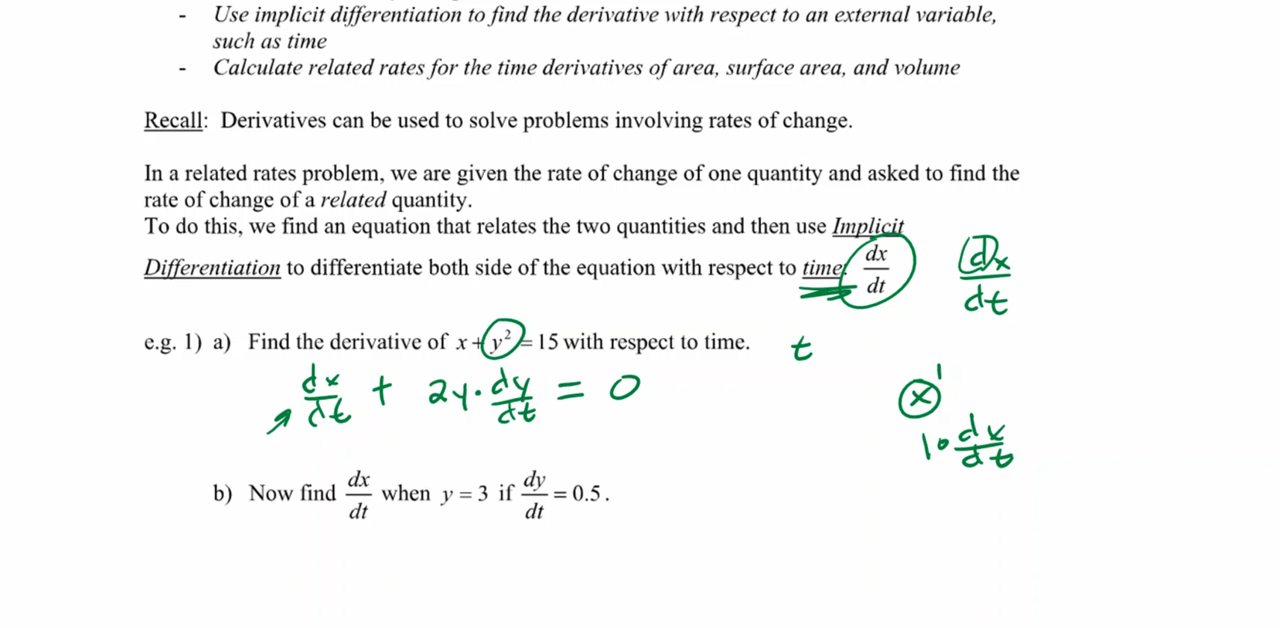 - Use implicit differentiation to find the derivative with respect to an external variable,
such as time
- Calculate related rates for the time derivatives of area, surface area, and volume
Recall: Derivatives can be used to solve problems involving rates of change.
In a related rates problem, we are given the rate of change of one quantity and asked to find the
rate of change of a related quantity.
To do this, we find an equation that relates the two quantities and then use Implicit
Differentiation to differentiate both side of the equation with respect to time. dx/dt
dx/dt
e.g. 1) a) Find the derivative of x + y² = 15 with respect to time.
t
dx/dt + 2y · dy/dt = 0
x¹
1 · dx/dt
b) Now find dx/dt when y = 3 if dy/dt = 0.5.